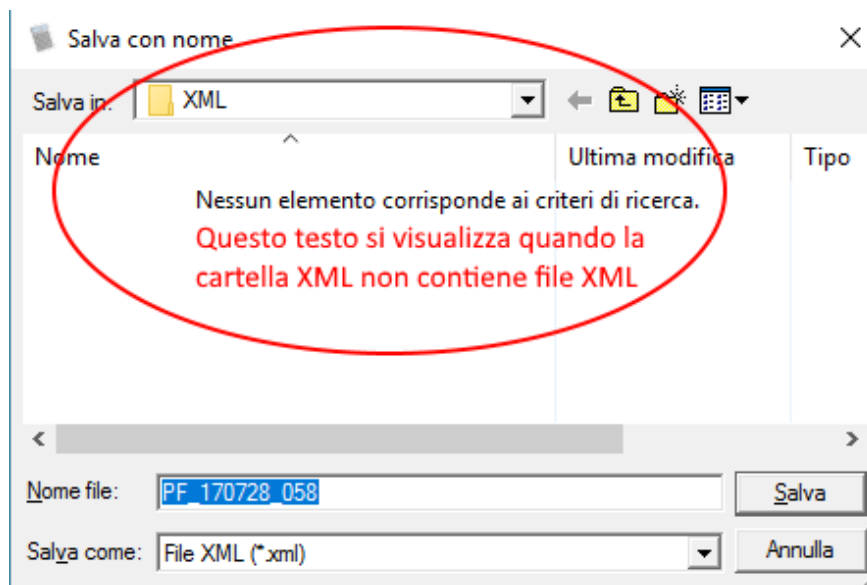 Salva con nome
Salva in: XML
Nome Ultima modifica Tipo
Nessun elemento corrisponde ai criteri di ricerca.
Questo testo si visualizza quando la
cartella XML non contiene file XML
Nome file: PF_170728_058 Salva
Salva come: File XML (*.xml) Annulla